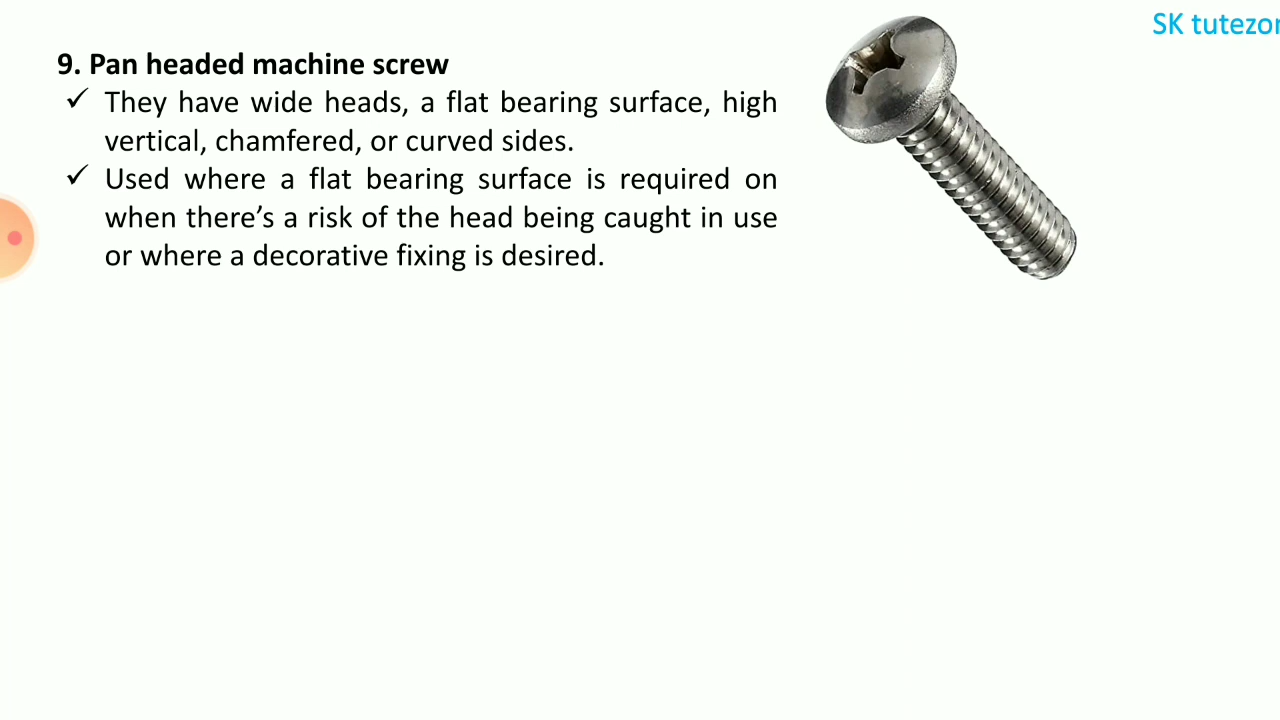 SK tutezor
9. Pan headed machine screw
✓ They have wide heads, a flat bearing surface, high
vertical, chamfered, or curved sides.
✓ Used where a flat bearing surface is required on
when there’s a risk of the head being caught in use
or where a decorative fixing is desired.